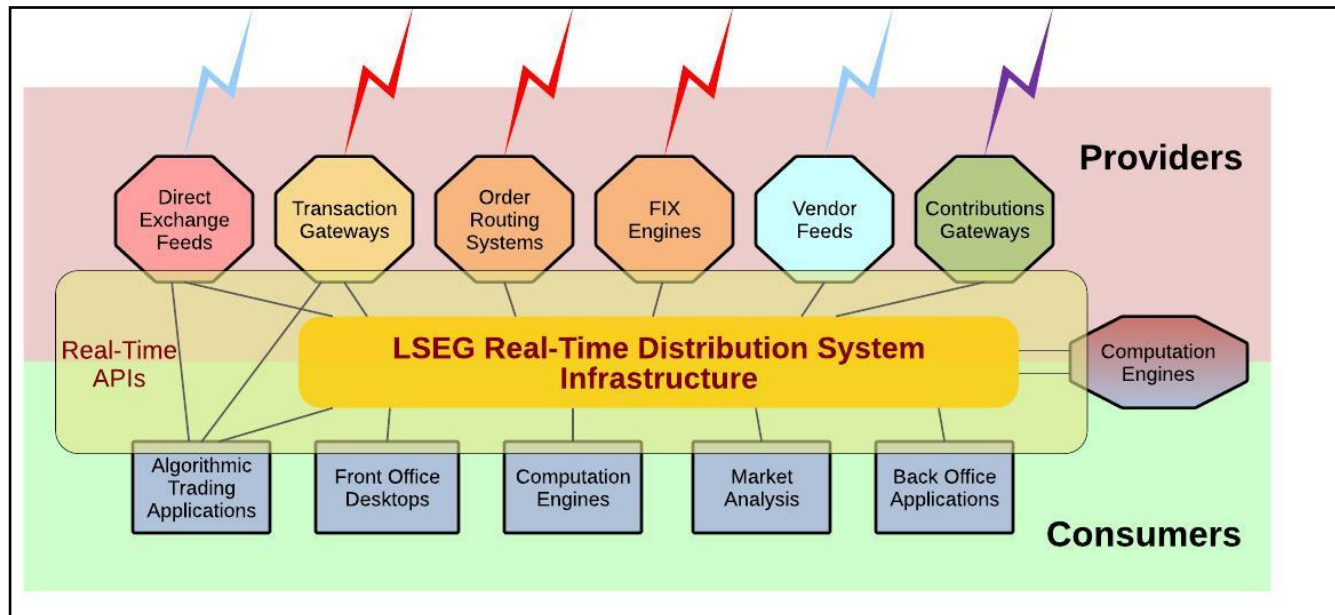 Providers
Direct
Exchange
Feeds
Transaction
Gateways
Order
Routing
Systems
FIX
Engines
Vendor
Feeds
Contributions
Gateways
Real-Time
APIs
LSEG Real-Time Distribution System
Infrastructure
Computation
Engines
Algorithmic
Trading
Applications
Front Office
Desktops
Computation
Engines
Market
Analysis
Back Office
Applications
Consumers